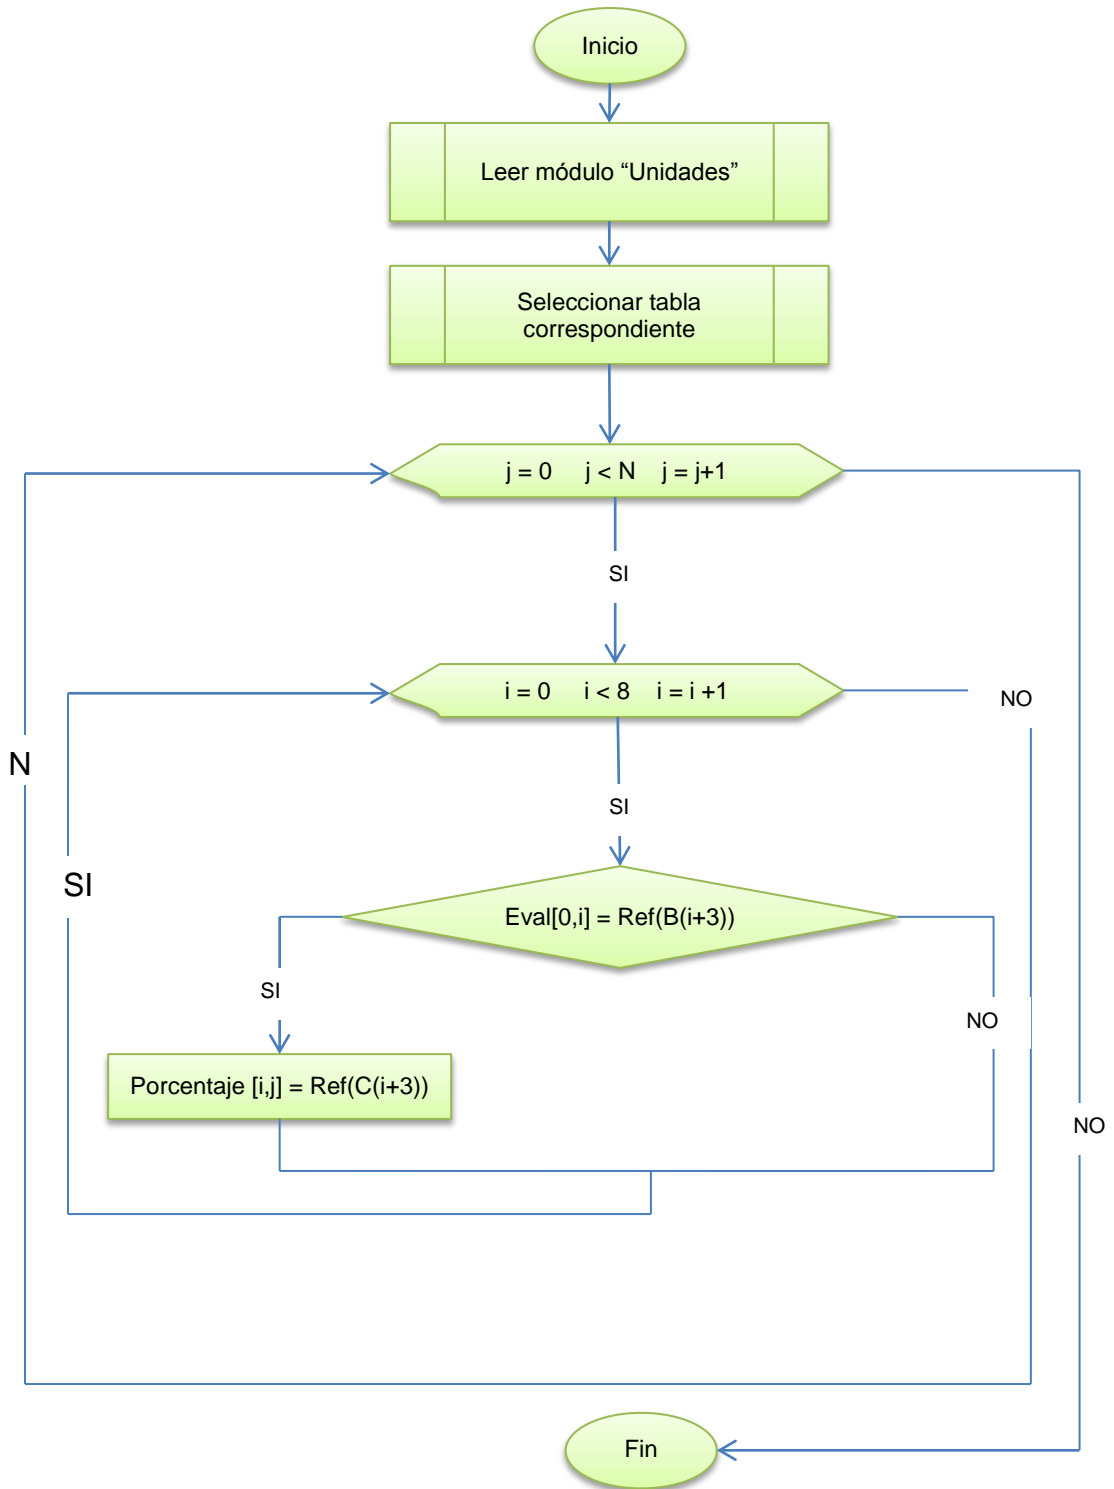 Inicio
Leer módulo “Unidades”
Seleccionar tabla
correspondiente
j = 0 j < N j = j+1
SI
i = 0 i < 8 i = i +1
NO
N
SI
SI
Eval[0,i] = Ref(B(i+3))
SI
NO
Porcentaje [i,j] = Ref(C(i+3))
NO
Fin